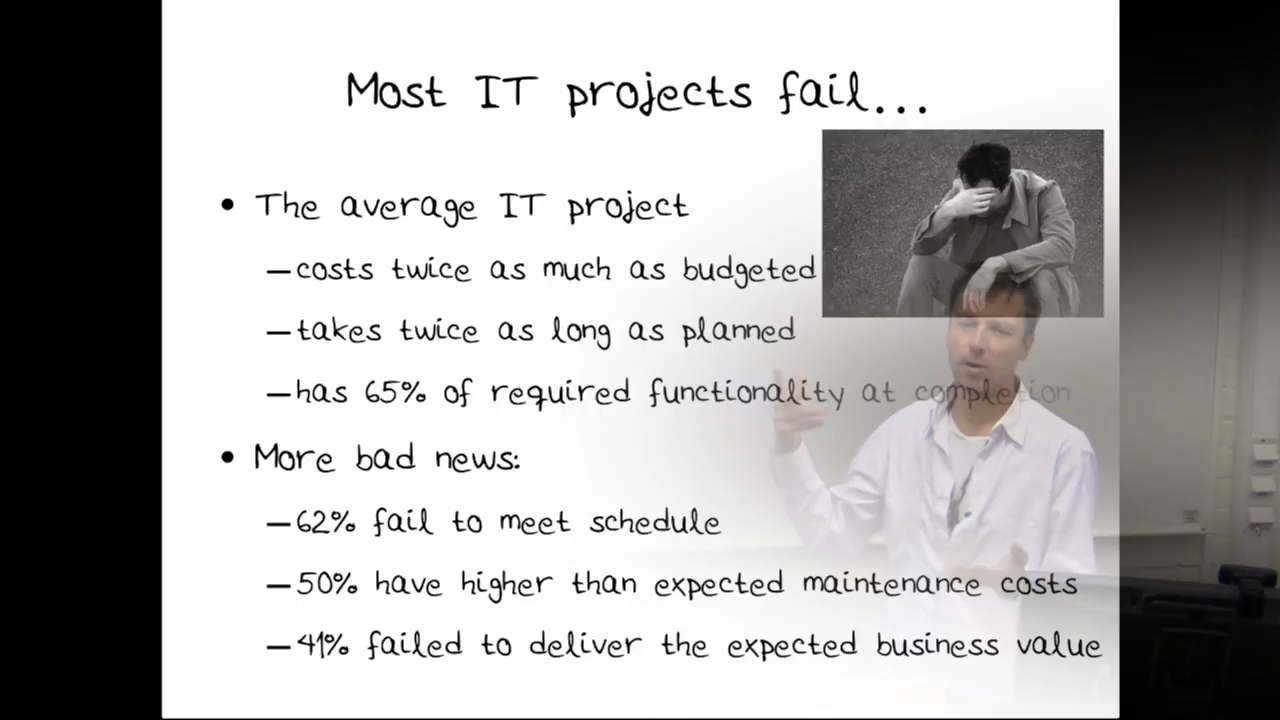 Most IT projects fail...
• The average IT project
–costs twice as much as budgeted
–takes twice as long as planned
–has 65% of required functionality at completion
• More bad news:
–62% fail to meet schedule
–50% have higher than expected maintenance costs
–41% failed to deliver the expected business value